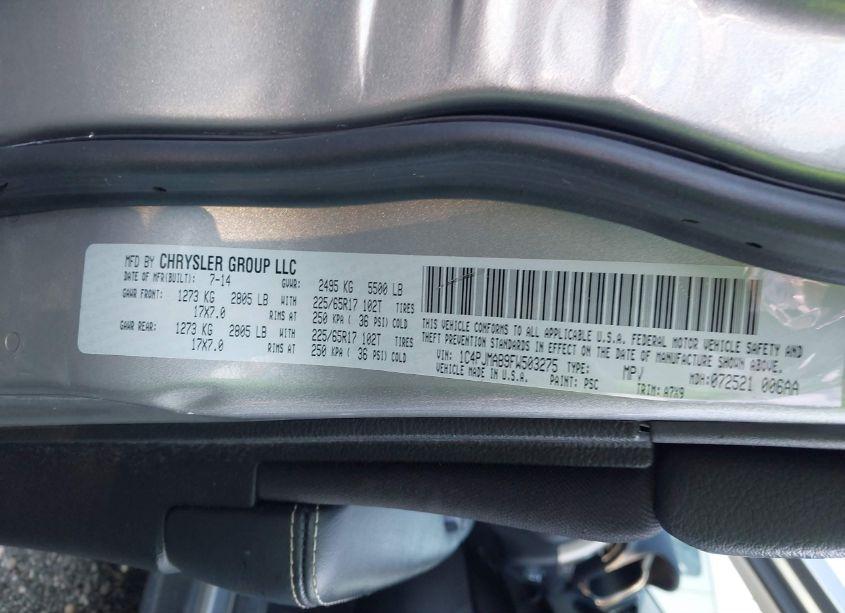 MFD BY CHRYSLER GROUP LLC
DATE OF MFR(BUILT): 7-14 GVWR: 2495 KG 5500 LB
GAWR FRONT: 1273 KG 2805 LB WITH 225/65R17 102T TIRES
17X7.0 RIMS AT 250 KPA ( 36 PSI) COLD
GAWR REAR: 1273 KG 2805 LB WITH 225/65R17 102T TIRES
17X7.0 RIMS AT 250 KPA ( 36 PSI) COLD
THIS VEHICLE CONFORMS TO ALL APPLICABLE U.S.A. FEDERAL MOTOR VEHICLE SAFETY AND
THEFT PREVENTION STANDARDS IN EFFECT ON THE DATE OF MANUFACTURE SHOWN ABOVE.
VIN: 1C4PJMAB9FW503275 TYPE: MPV MDH: 072521 006AA
VEHICLE MADE IN U.S.A. PAINT: PSC TRIM: A7X9